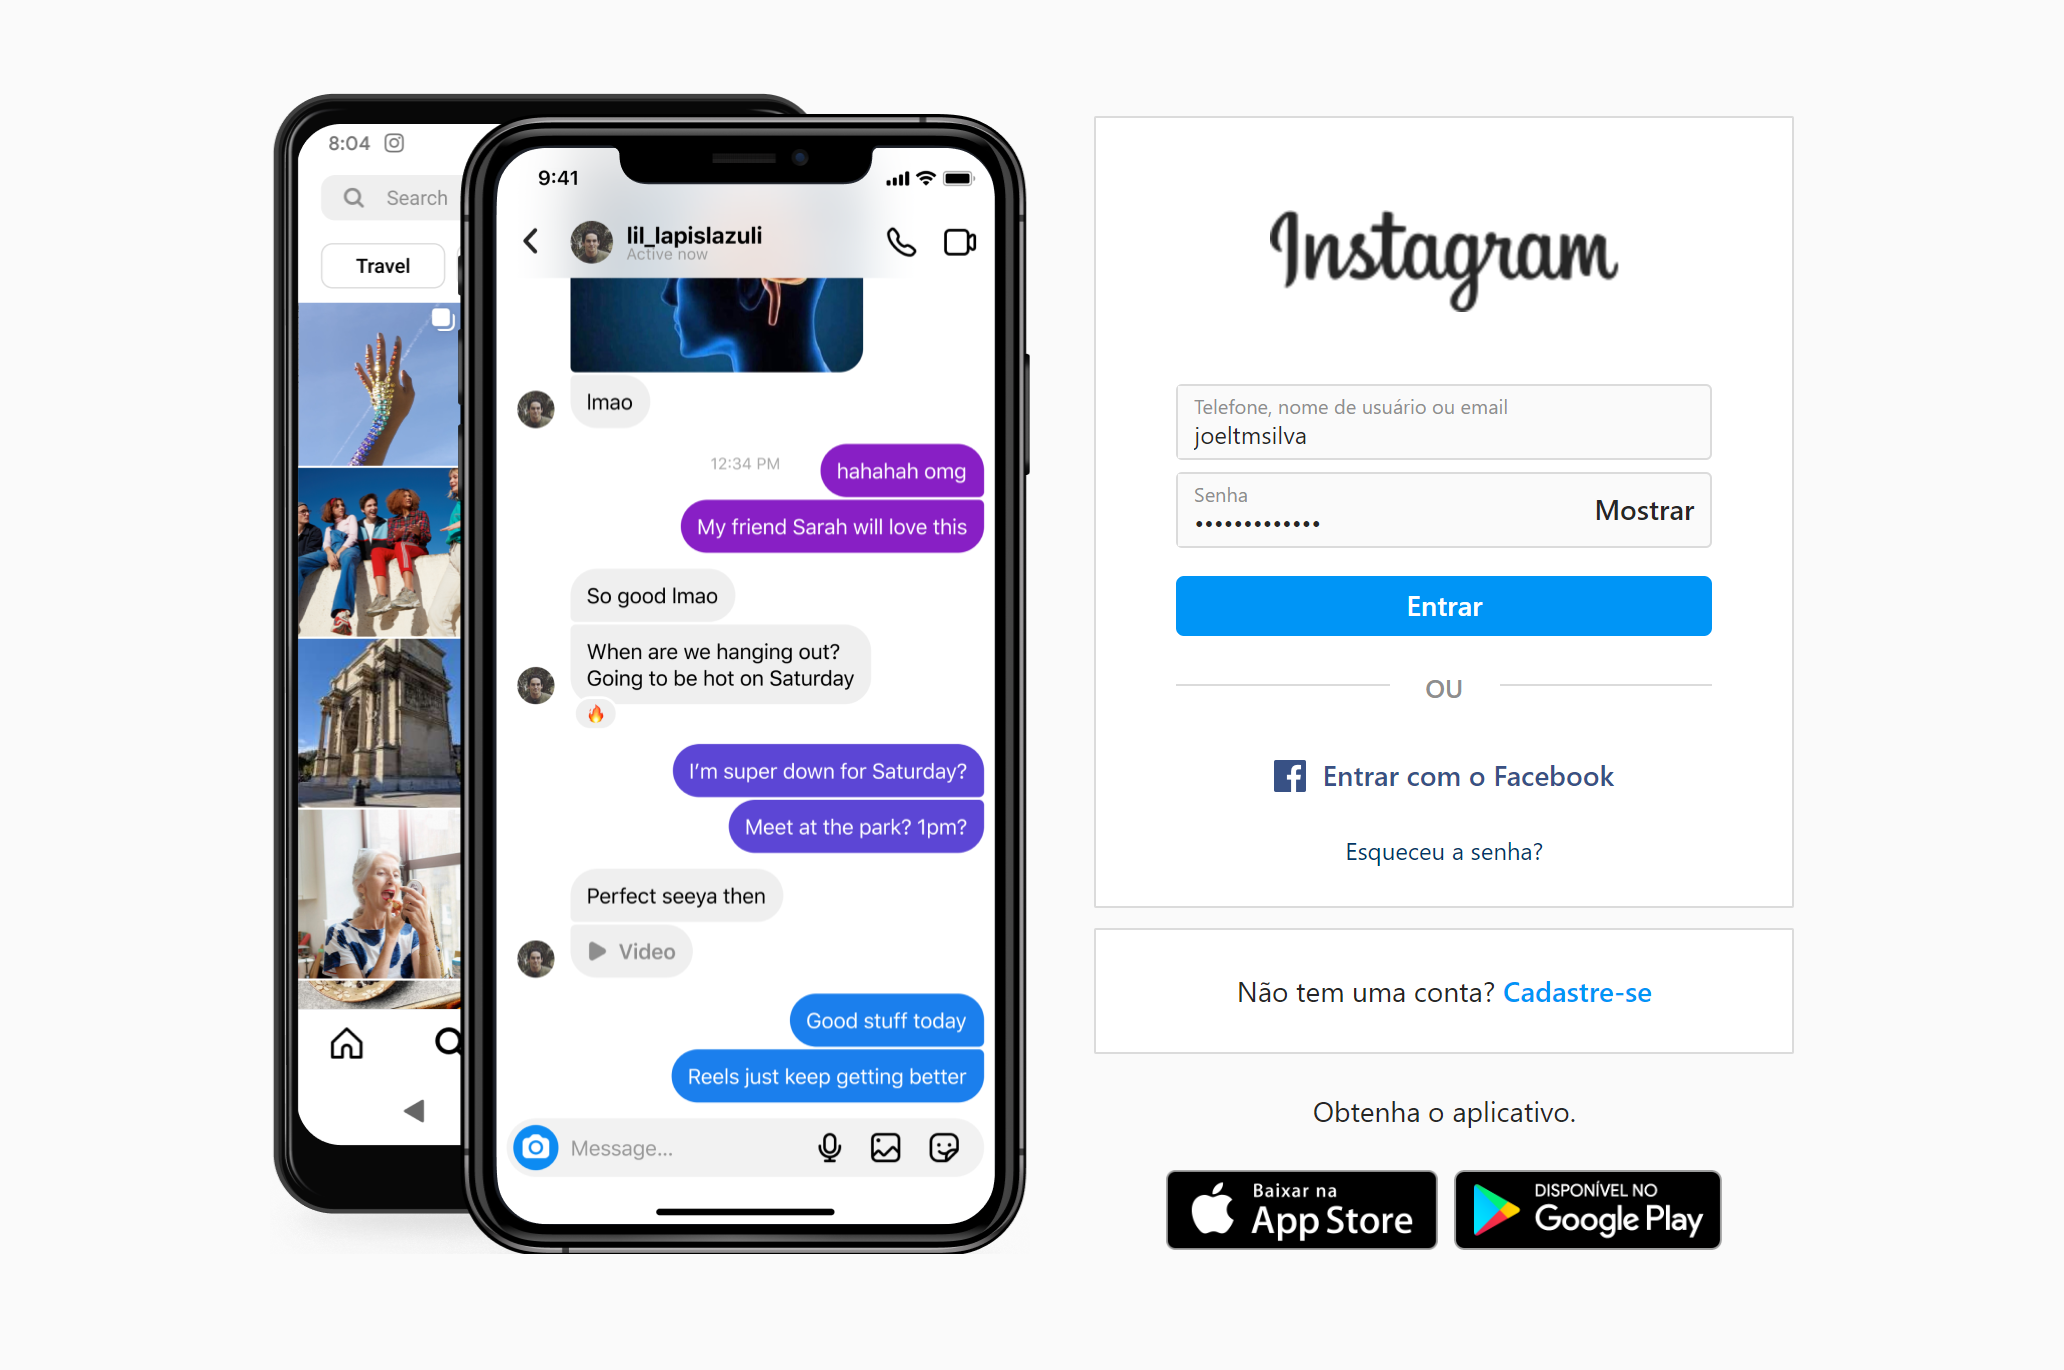 8:04
Search
Travel
9:41
lil_lapislazuli
Active now
lmao
12:34 PM
hahahah omg
My friend Sarah will love this
So good lmao
When are we hanging out?
Going to be hot on Saturday
I’m super down for Saturday?
Meet at the park? 1pm?
Perfect seeya then
Video
Good stuff today
Reels just keep getting better
Message...
Instagram
Telefone, nome de usuário ou email
joeltmsilva
Senha
•••••••••••••
Mostrar
Entrar
OU
Entrar com o Facebook
Esqueceu a senha?
Não tem uma conta? Cadastre-se
Obtenha o aplicativo.
Baixar na
App Store
DISPONÍVEL NO
Google Play